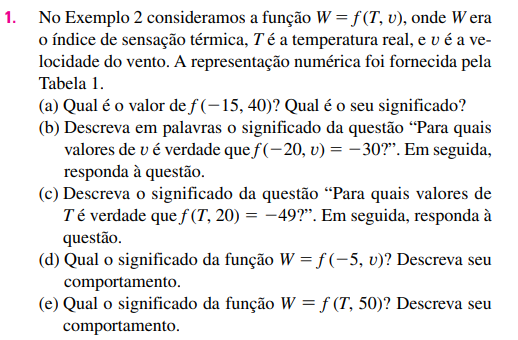 1. No Exemplo 2 consideramos a função W = f(T, v), onde W era
o índice de sensação térmica, T é a temperatura real, e v é a ve-
locidade do vento. A representação numérica foi fornecida pela
Tabela 1.
(a) Qual é o valor de f(−15, 40)? Qual é o seu significado?
(b) Descreva em palavras o significado da questão “Para quais
valores de v é verdade que f(−20, v) = −30?”. Em seguida,
responda à questão.
(c) Descreva o significado da questão “Para quais valores de
T é verdade que f(T, 20) = −49?”. Em seguida, responda à
questão.
(d) Qual o significado da função W = f(−5, v)? Descreva seu
comportamento.
(e) Qual o significado da função W = f (T, 50)? Descreva seu
comportamento.